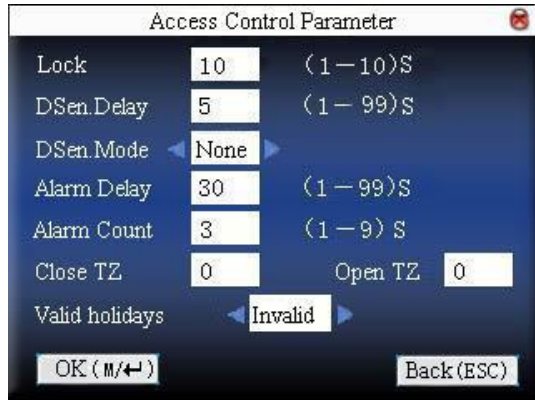 Access Control Parameter
Lock 10 (1-10)S
DSen.Delay 5 (1- 99)S
DSen.Mode None
Alarm Delay 30 (1-99)S
Alarm Count 3 (1-9) S
Close TZ 0 Open TZ 0
Valid holidays Invalid
OK(M/↵) Back(ESC)